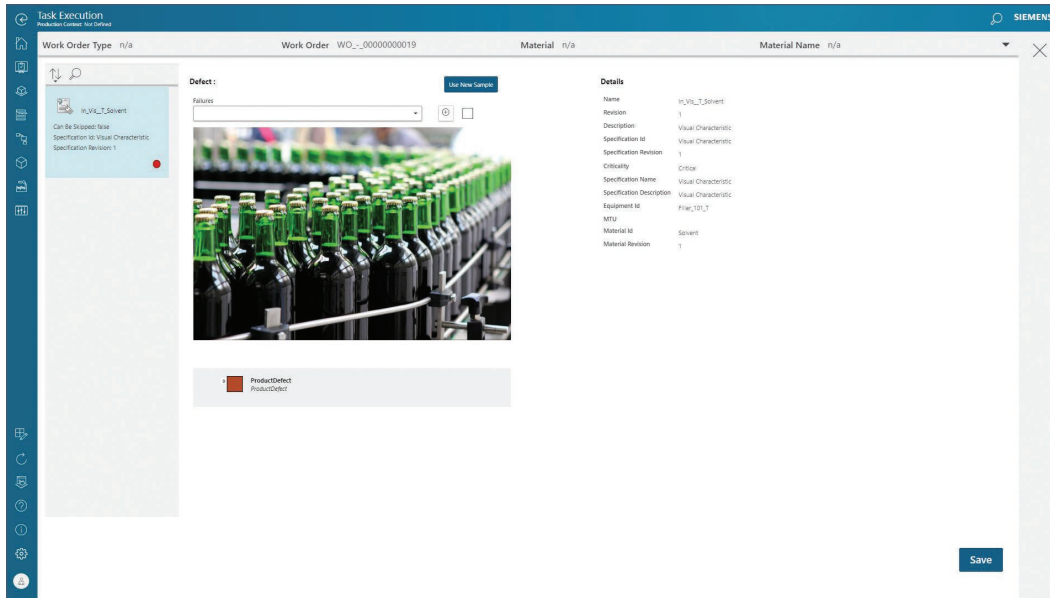 Task Execution
Production Context: Not Defined
SIEMENS
Work Order Type n/a
Work Order WO_-_00000000019
Material n/a
Material Name n/a
In_Vis__T_Solvent
Can Be Skipped: false
Specification Id: Visual Characteristic
Specification Revision: 1
Defect :
Use New Sample
Failures
ProductDefect
ProductDefect
Details
Name In_Vis__T_Solvent
Revision 1
Description Visual Characteristic
Specification Id Visual Characteristic
Specification Revision 1
Criticality Critical
Specification Name Visual Characteristic
Specification Description Visual Characteristic
Equipment Id Filler_101_T
MTU
Material Id Solvent
Material Revision 1
Save